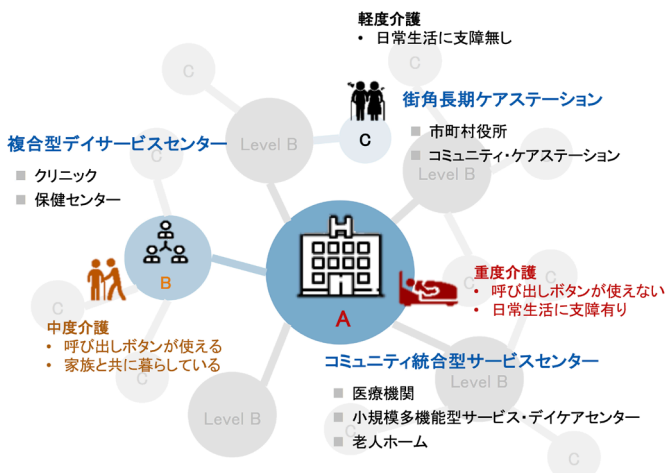 軽度介護
• 日常生活に支障無し
C
C
街角長期ケアステーション
■ 市町村役所
■ コミュニティ・ケアステーション
C
Level B
Level B
C
複合型デイサービスセンター
■ クリニック
■ 保健センター
C
B
A
重度介護
• 呼び出しボタンが使えない
• 日常生活に支障有り
C
C
C
中度介護
• 呼び出しボタンが使える
• 家族と共に暮らしている
C
コミュニティ統合型サービスセンター
■ 医療機関
■ 小規模多機能型サービス・デイケアセンター
■ 老人ホーム
Level B
Level B
C
C